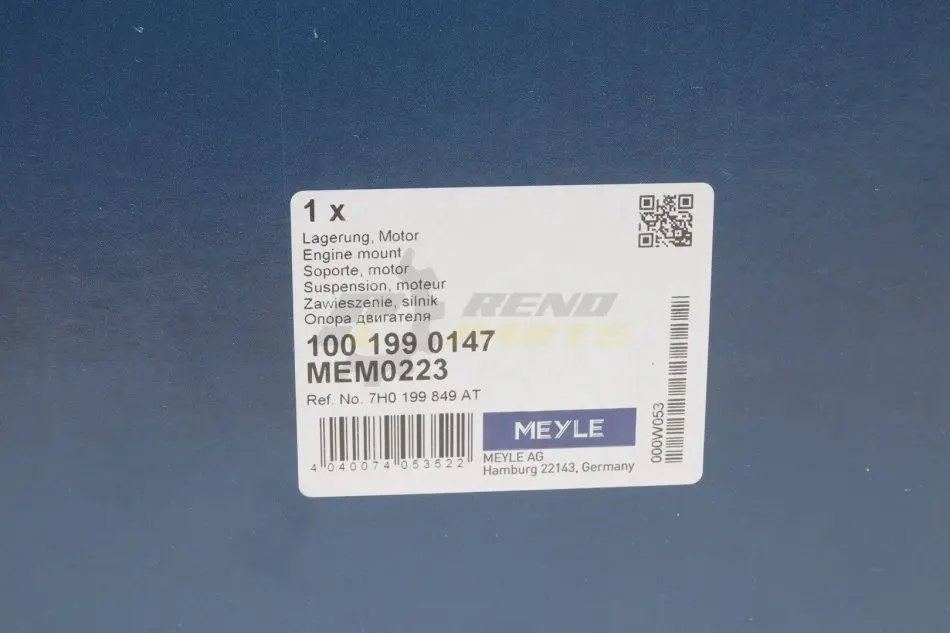 1 x
Lagerung, Motor
Engine mount
Soporte, motor
Suspension, moteur
Zawieszenie, silnik
Опора двигателя
RENO
PARTS
100 199 0147
MEM0223
Ref. No. 7H0 199 849 AT
4 040074 053522
MEYLE
MEYLE AG
Hamburg 22143, Germany
000W053